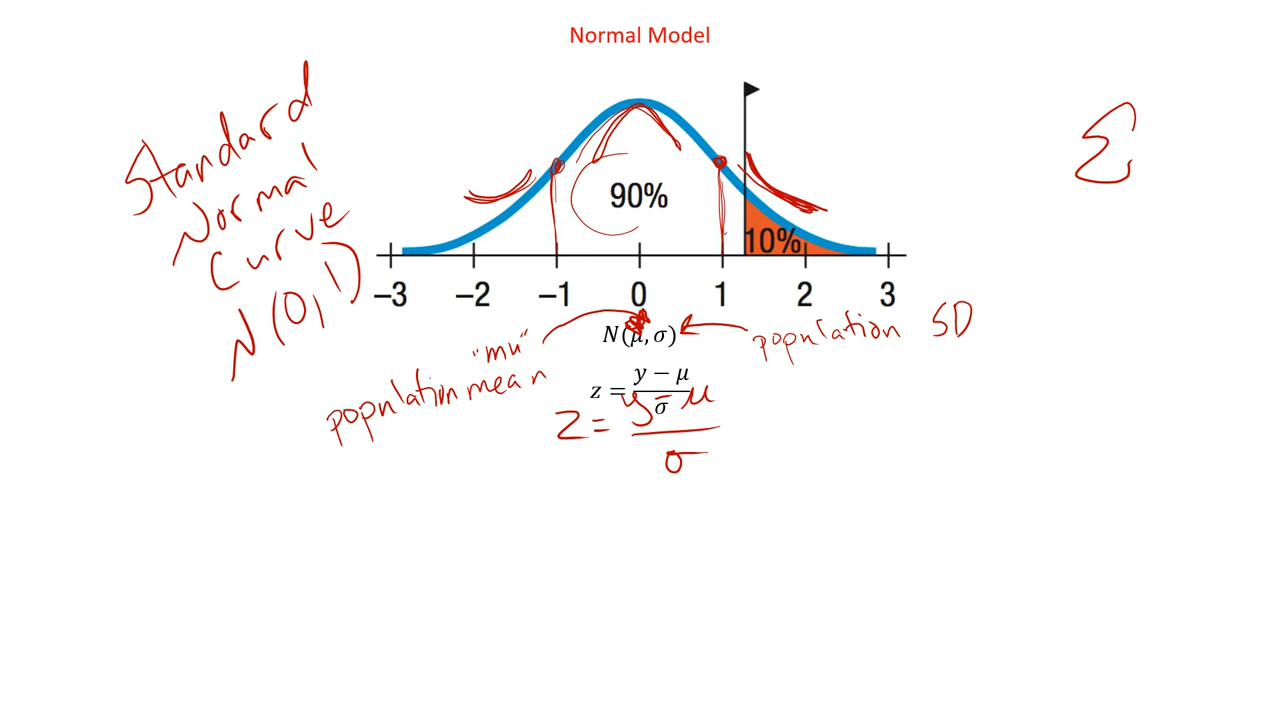 Normal Model
Standard
Normal
Curve
N(0,1)
Σ
90%
10%
–3 –2 –1 0 1 2 3
N(μ, σ)
"mu"
population mean
population SD
z = y − μ / σ
z = y − μ / σ